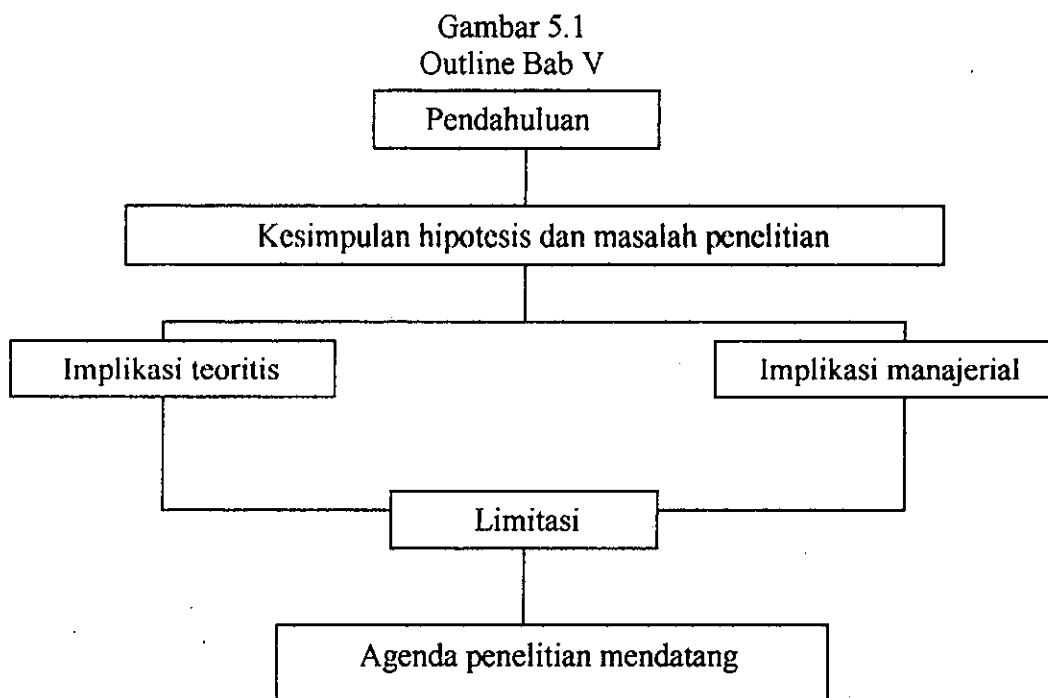 Gambar 5.1
Outline Bab V
Pendahuluan
Kesimpulan hipotesis dan masalah penelitian
Implikasi teoritis
Implikasi manajerial
Limitasi
Agenda penelitian mendatang